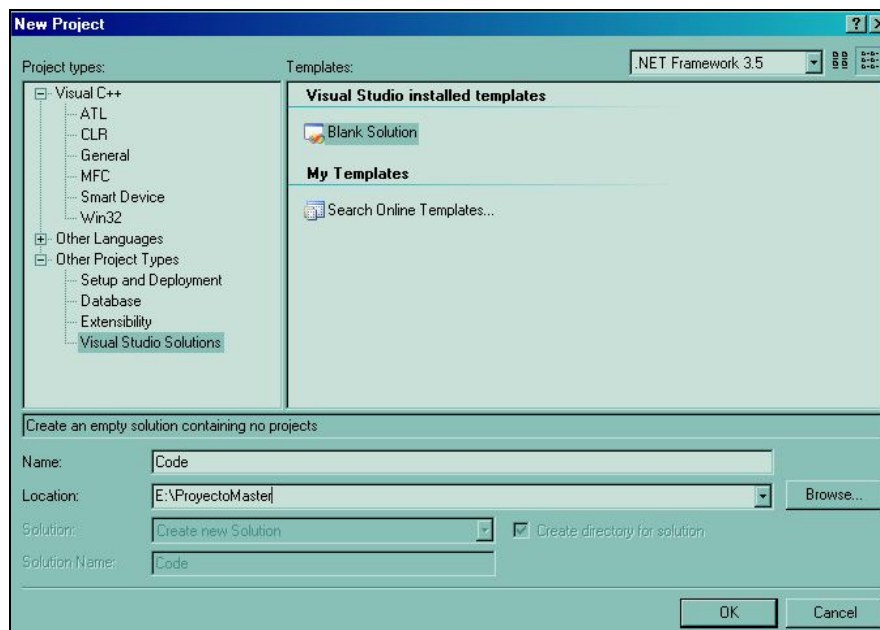 New Project
Project types:
Templates:
.NET Framework 3.5
Visual C++
ATL
CLR
General
MFC
Smart Device
Win32
Other Languages
Other Project Types
Setup and Deployment
Database
Extensibility
Visual Studio Solutions
Visual Studio installed templates
Blank Solution
My Templates
Search Online Templates...
Create an empty solution containing no projects
Name:
Code
Location:
E:\ProyectoMaster
Browse...
Solution:
Create new Solution
Create directory for solution
Solution Name:
Code
OK
Cancel